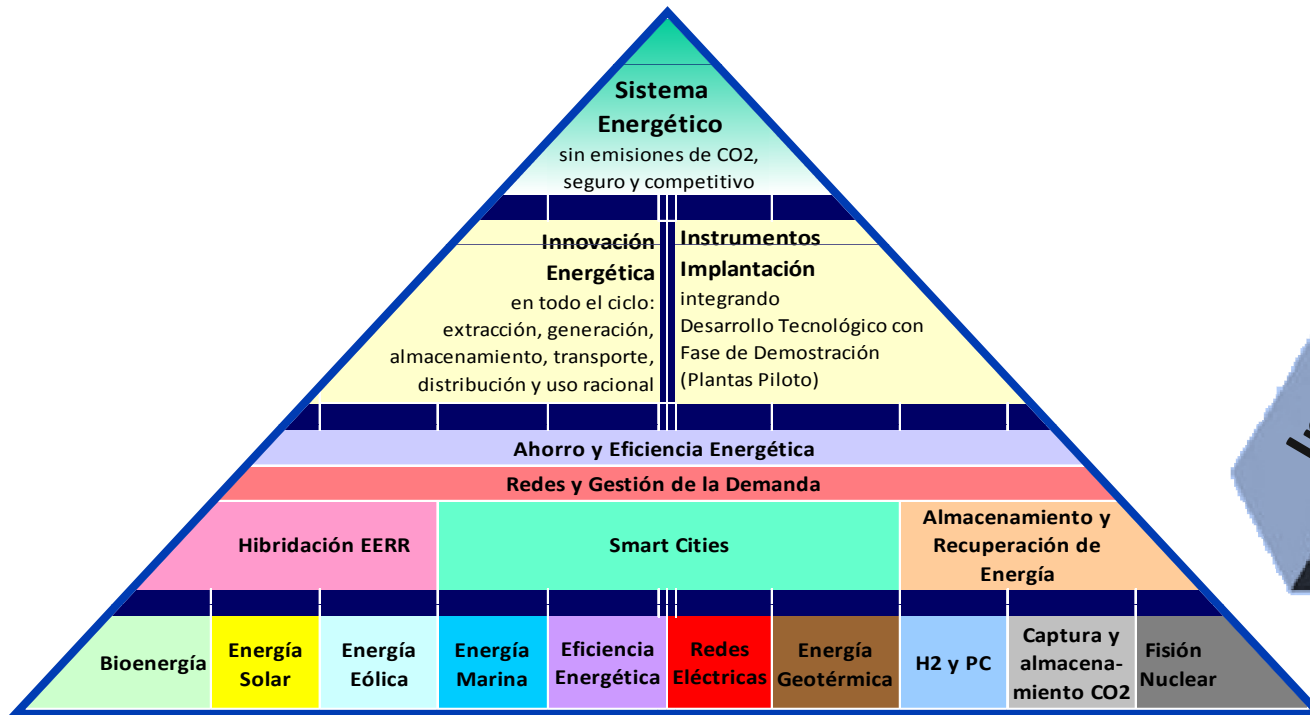 Sistema
Energético
sin emisiones de CO2,
seguro y competitivo
Innovación
Energética
en todo el ciclo:
extracción, generación,
almacenamiento, transporte,
distribución y uso racional
Instrumentos
Implantación
integrando
Desarrollo Tecnológico con
Fase de Demostración
(Plantas Piloto)
Ahorro y Eficiencia Energética
Redes y Gestión de la Demanda
Hibridación EERR
Smart Cities
Almacenamiento y
Recuperación de
Energía
Bioenergía
Energía
Solar
Energía
Eólica
Energía
Marina
Eficiencia
Energética
Redes
Eléctricas
Energía
Geotérmica
H2 y PC
Captura y
almacena-
miento CO2
Fisión
Nuclear